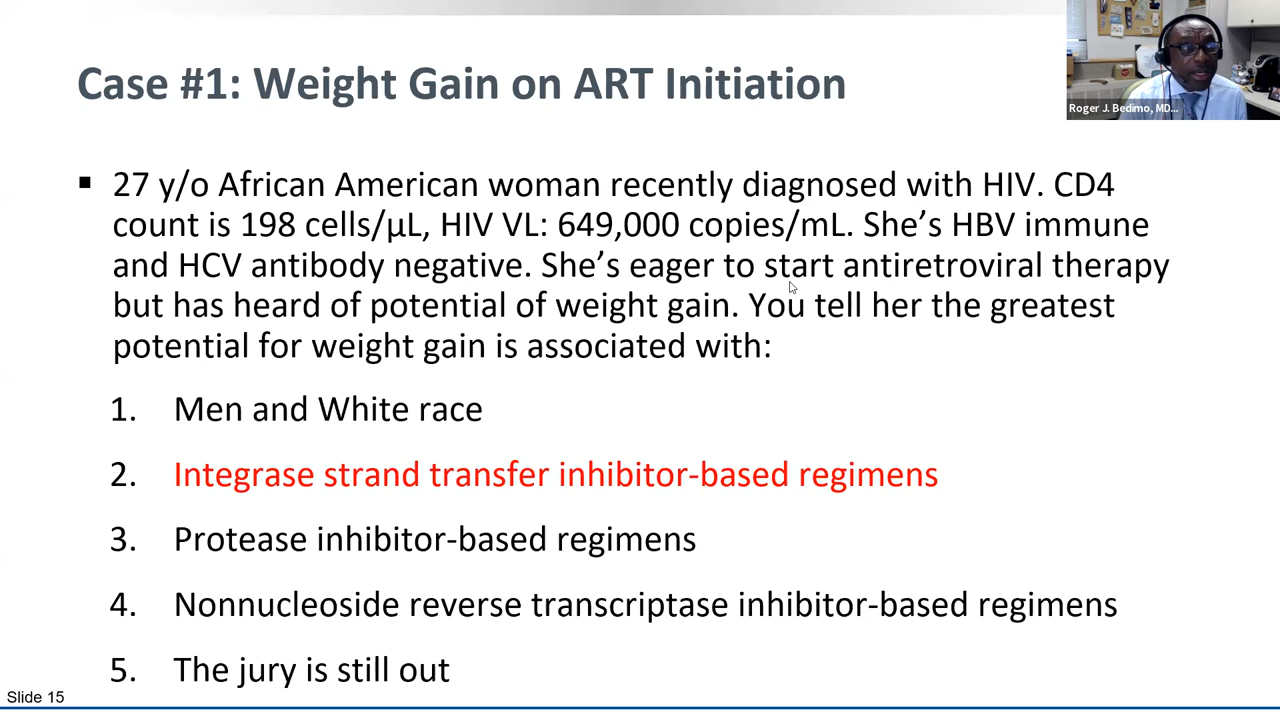 Case #1: Weight Gain on ART Initiation
Roger J. Bedimo, MD...
▪ 27 y/o African American woman recently diagnosed with HIV. CD4
count is 198 cells/µL, HIV VL: 649,000 copies/mL. She’s HBV immune
and HCV antibody negative. She’s eager to start antiretroviral therapy
but has heard of potential of weight gain. You tell her the greatest
potential for weight gain is associated with:
1. Men and White race
2. Integrase strand transfer inhibitor-based regimens
3. Protease inhibitor-based regimens
4. Nonnucleoside reverse transcriptase inhibitor-based regimens
5. The jury is still out
Slide 15